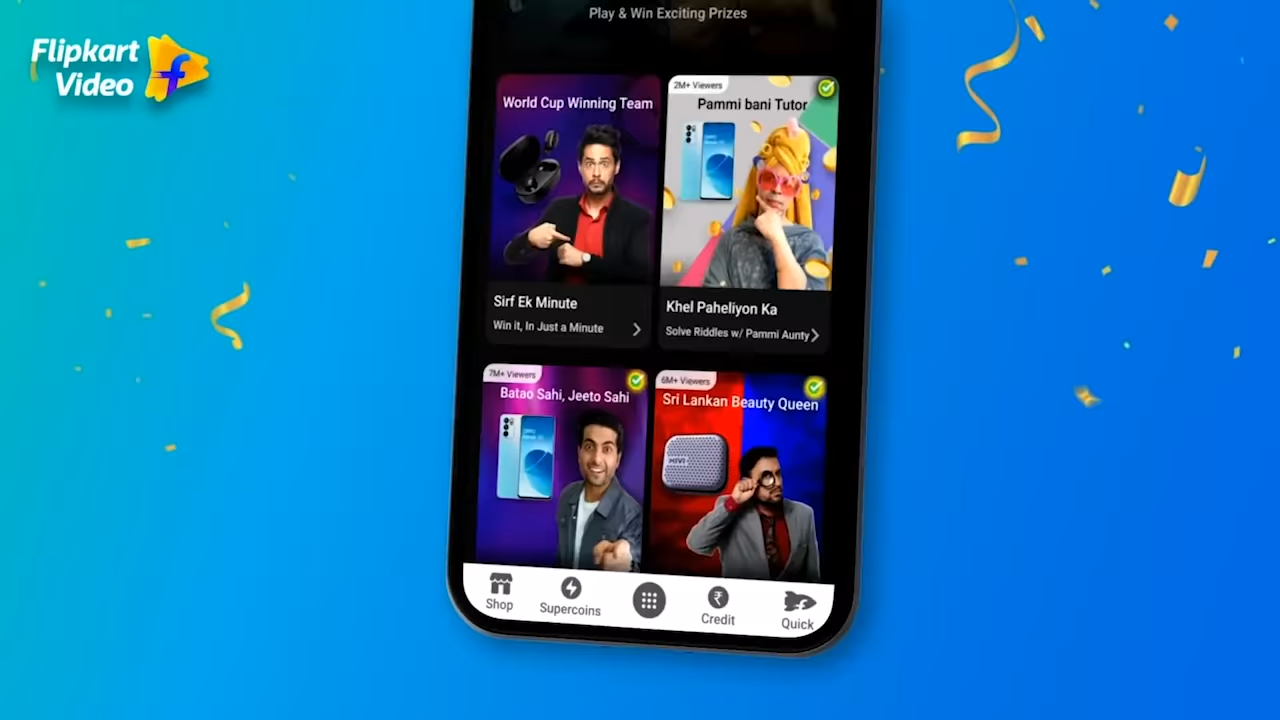 Flipkart
Video
Play & Win Exciting Prizes
World Cup Winning Team
2M+ Viewers
Pammi bani Tutor
Sirf Ek Minute
Win it, In Just a Minute
Khel Paheliyon Ka
Solve Riddles w/ Pammi Aunty
7M+ Viewers
Batao Sahi, Jeeto Sahi
6M+ Viewers
Sri Lankan Beauty Queen
MIVI
Shop
Supercoins
Credit
Quick